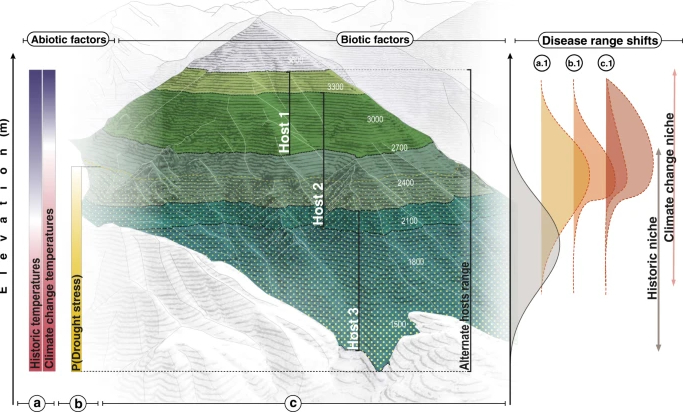 Abiotic factors
Biotic factors
Disease range shifts
a.1
b.1
c.1
Elevation (m)
Historic temperatures
Climate change temperatures
P(Drought stress)
3300
3000
2700
2400
2100
1800
Host 1
Host 2
Host 3
Alternate hosts range
Historic niche
Climate change niche
a
b
c